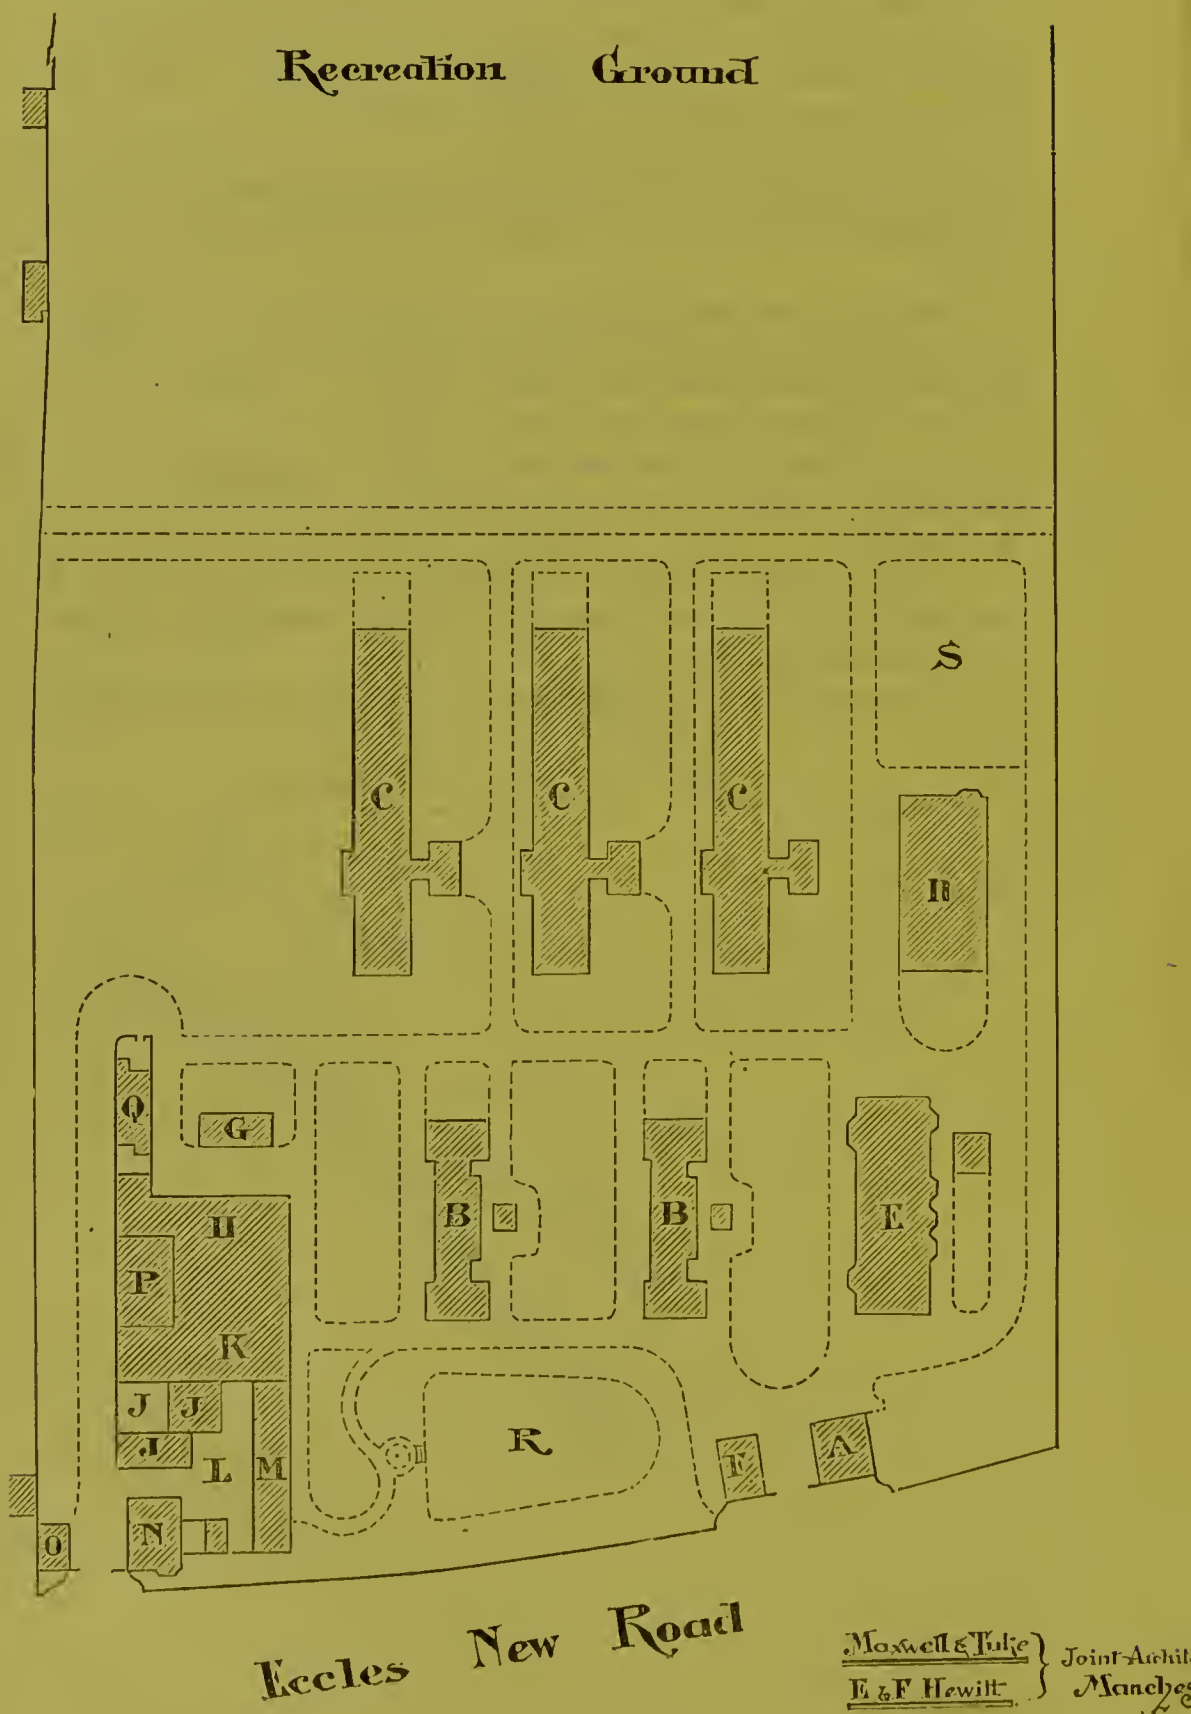 Recreation Ground
S
C C C
D
Q
G
H
B B E
P
K
J J
J
R
F A
L M
N
O
Eccles New Road
Maxwell & Tuke } Joint-Archit
E & F Hewitt } Manches